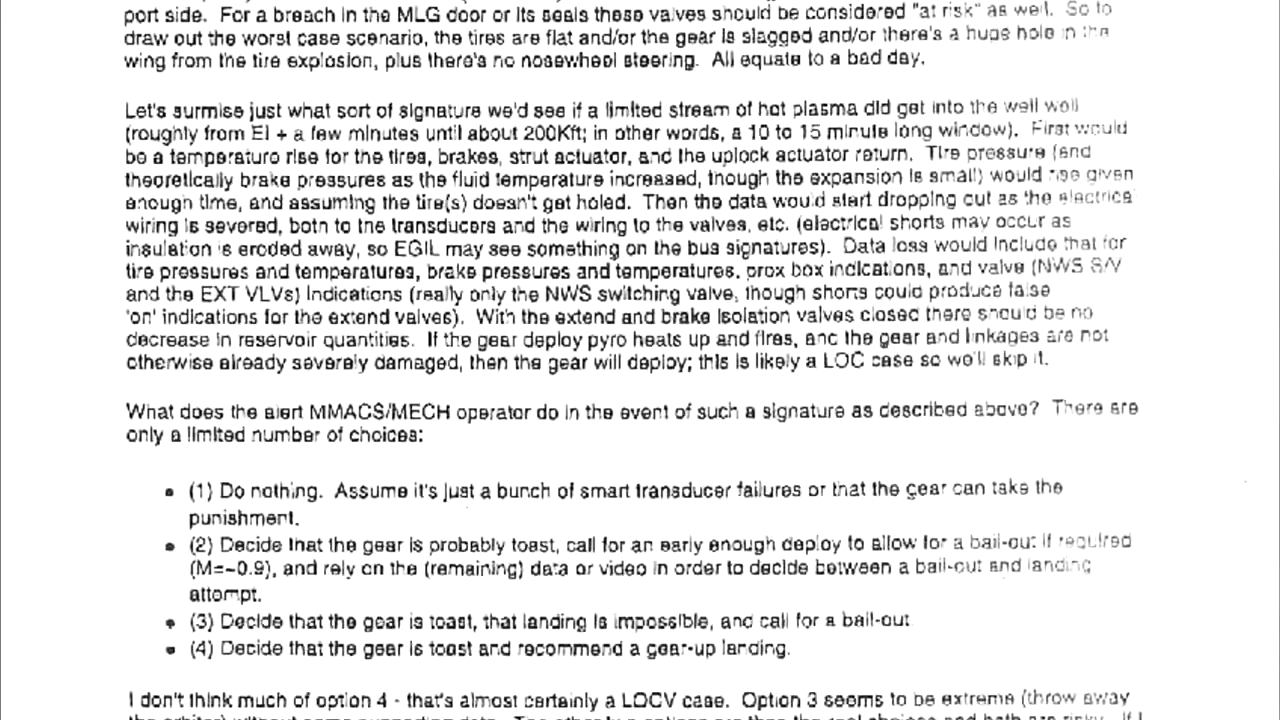 port side. For a breach in the MLG door or its seals these valves should be considered "at risk" as well. So to
draw out the worst case scenario, the tires are flat and/or the gear is slagged and/or there's a huge hole in the
wing from the tire explosion, plus there's no nosewheel steering. All equate to a bad day.
Let's surmise just what sort of signature we'd see if a limited stream of hot plasma did get into the well well
(roughly from EI + a few minutes until about 200Kft; in other words, a 10 to 15 minute long window). First would
be a temperature rise for the tires, brakes, strut actuator, and the uplock actuator return. Tire pressure (and
theoretically brake pressures as the fluid temperature increased, though the expansion is small) would rise given
enough time, and assuming the tire(s) doesn't get holed. Then the data would start dropping out as the electrical
wiring is severed, both to the transducers and the wiring to the valves, etc. (electrical shorts may occur as
insulation is eroded away, so EGIL may see something on the bus signatures). Data loss would include that for
tire pressures and temperatures, brake pressures and temperatures, prox box indications, and valve (NWS S/V
and the EXT VLVs) indications (really only the NWS switching valve, though shorts could produce false
'on' indications for the extend valves). With the extend and brake isolation valves closed there should be no
decrease in reservoir quantities. If the gear deploy pyro heats up and fires, and the gear and linkages are not
otherwise already severely damaged, then the gear will deploy; this is likely a LOC case so we'll skip it.
What does the alert MMACS/MECH operator do in the event of such a signature as described above? There are
only a limited number of choices:
• (1) Do nothing. Assume it's just a bunch of smart transducer failures or that the gear can take the
punishment.
• (2) Decide that the gear is probably toast, call for an early enough deploy to allow for a bail-out if required
(M=~0.9), and rely on the (remaining) data or video in order to decide between a bail-out and landing
attempt.
• (3) Decide that the gear is toast, that landing is impossible, and call for a bail-out
• (4) Decide that the gear is toast and recommend a gear-up landing.
I don't think much of option 4 - that's almost certainly a LOCV case. Option 3 seems to be extreme (throw away